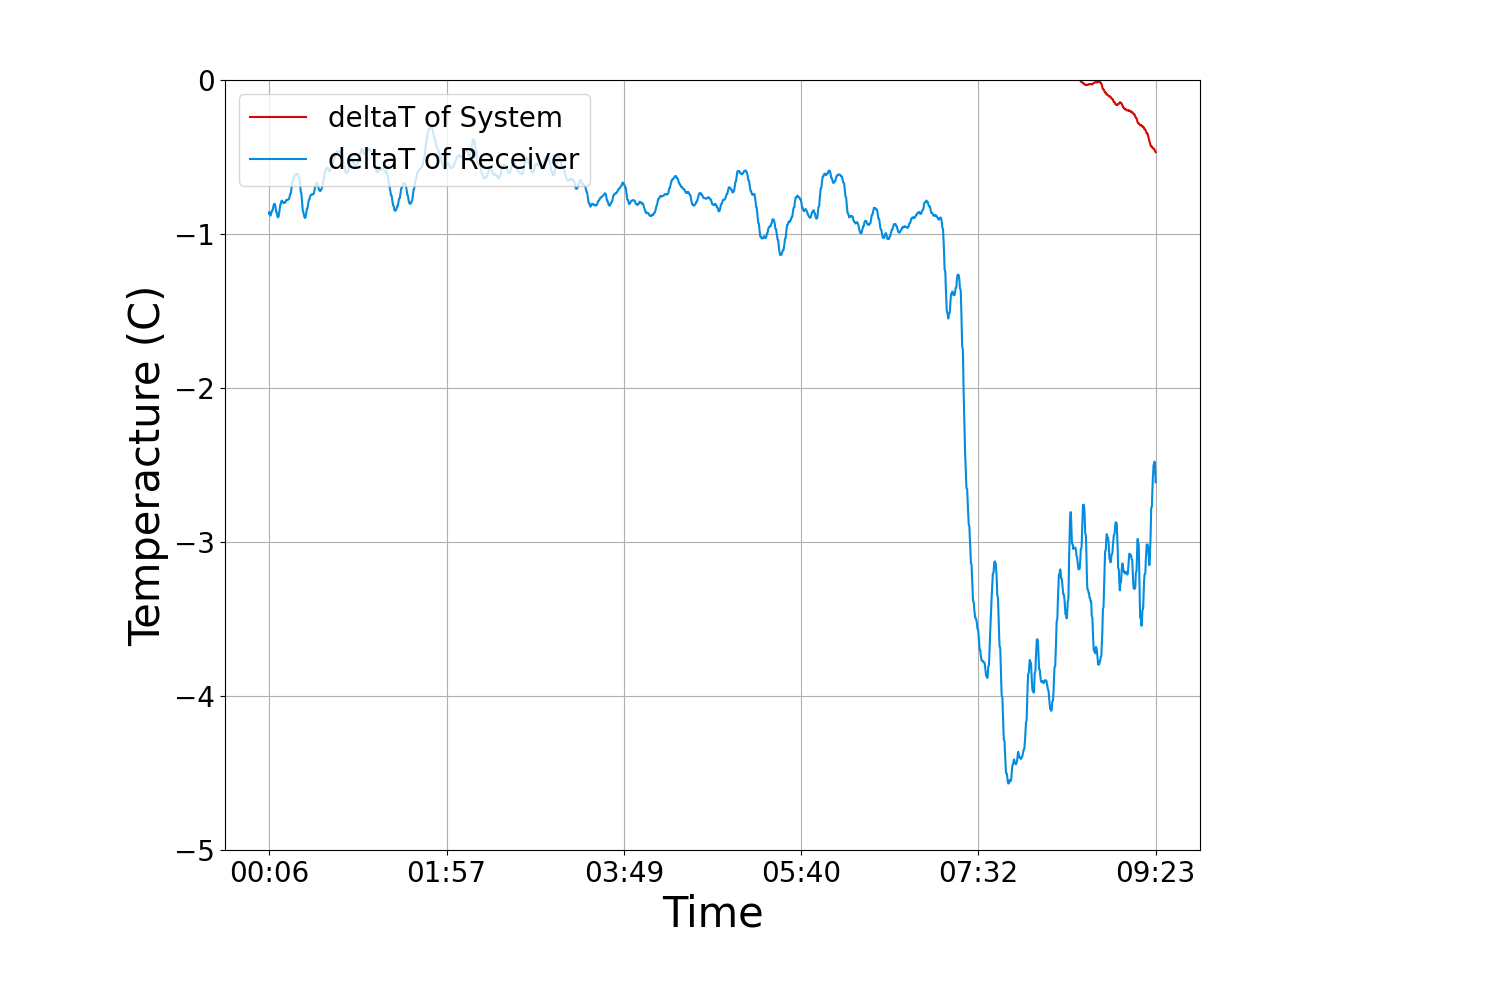 0
deltaT of System
deltaT of Receiver
−1
−2
−3
−4
−5
Temperacture (C)
00:06 01:57 03:49 05:40 07:32 09:23
Time